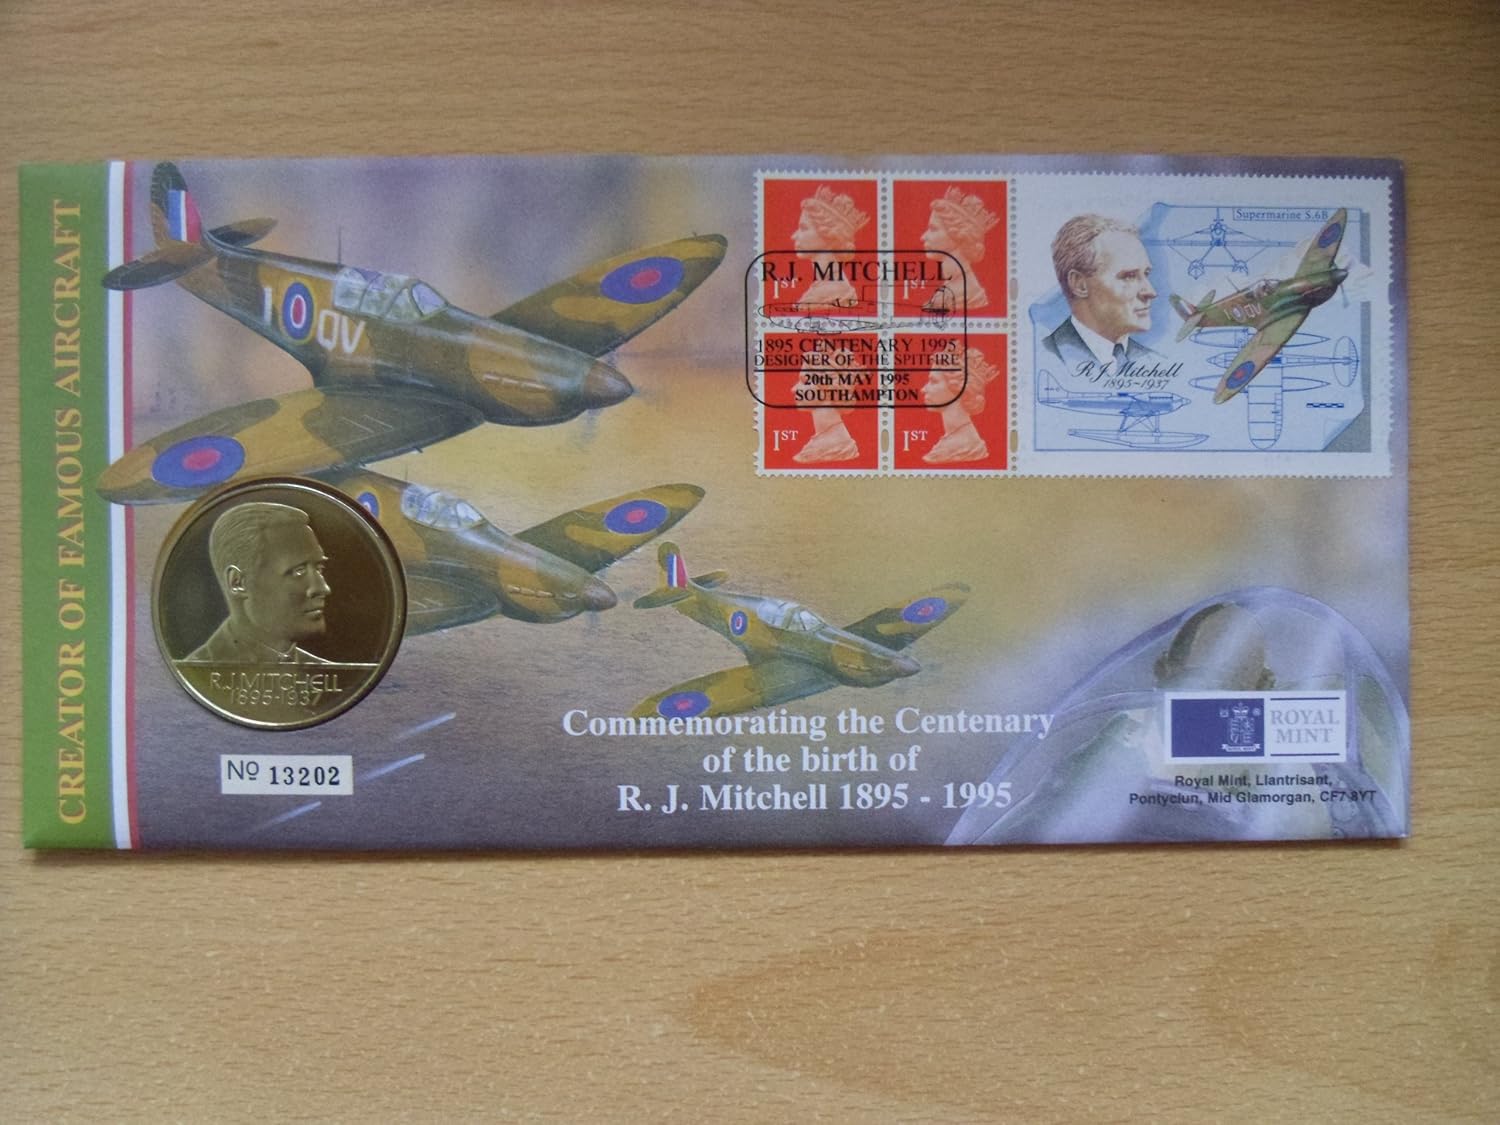 CREATOR OF FAMOUS AIRCRAFT
QV
1ST
1ST
1ST
1ST
R.J. MITCHELL
1895 CENTENARY 1995
DESIGNER OF THE SPITFIRE
20th MAY 1995
SOUTHAMPTON
Supermarine S.6B
R J Mitchell
1895-1937
R.J.MITCHELL
1895-1937
No 13202
Commemorating the Centenary
of the birth of
R. J. Mitchell 1895 - 1995
ROYAL
MINT
Royal Mint, Llantrisant,
Pontyclun, Mid Glamorgan, CF7 8YT